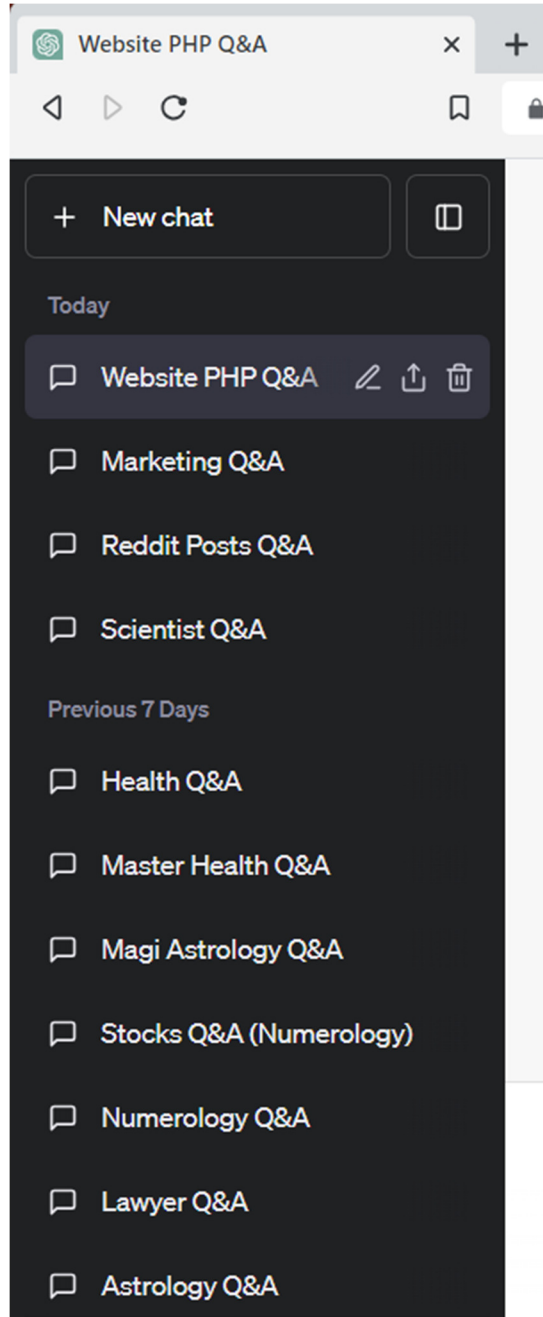 Website PHP Q&A
New chat
Today
Website PHP Q&A
Marketing Q&A
Reddit Posts Q&A
Scientist Q&A
Previous 7 Days
Health Q&A
Master Health Q&A
Magi Astrology Q&A
Stocks Q&A (Numerology)
Numerology Q&A
Lawyer Q&A
Astrology Q&A